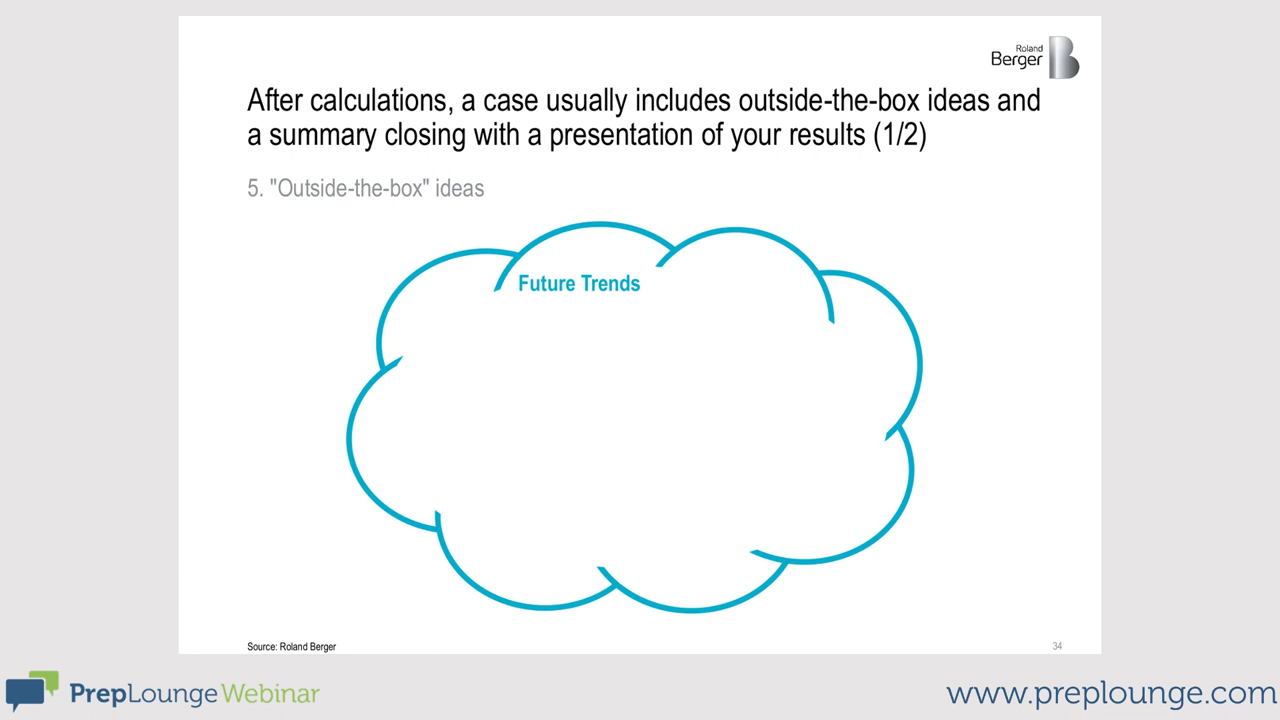 Roland
Berger
After calculations, a case usually includes outside-the-box ideas and
a summary closing with a presentation of your results (1/2)
5. "Outside-the-box" ideas
Future Trends
Source: Roland Berger
34
PrepLounge Webinar
www.preplounge.com